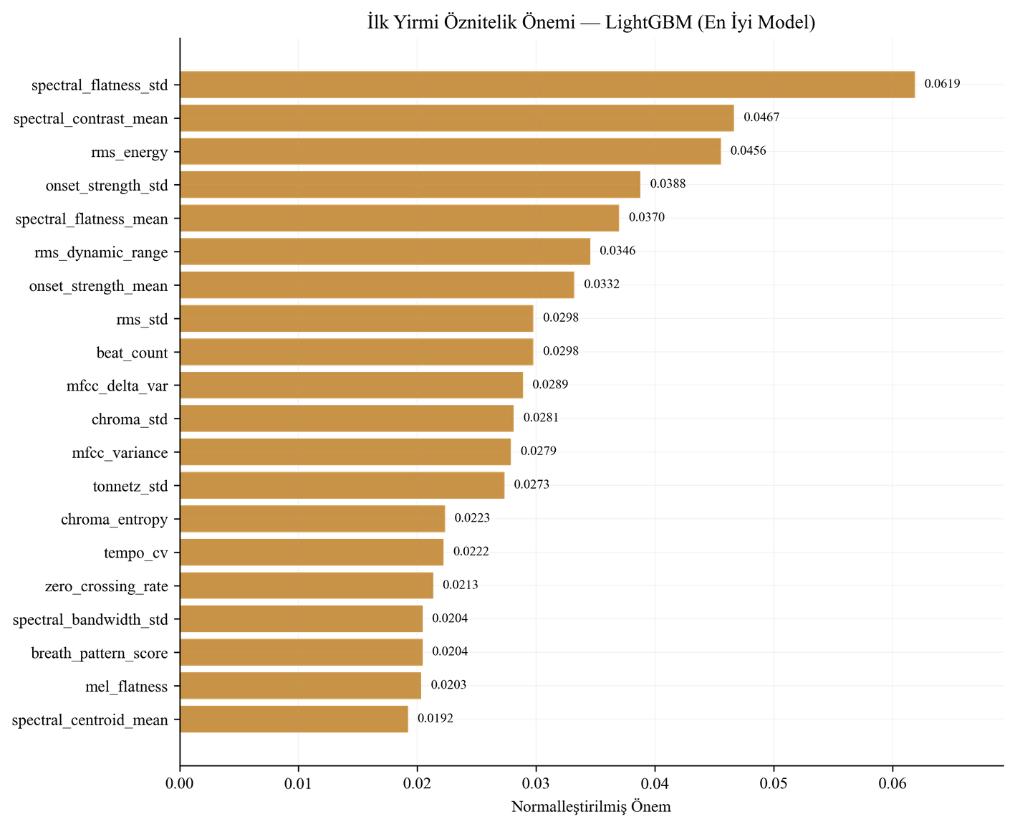 İlk Yirmi Öznitelik Önemi — LightGBM (En İyi Model)
spectral_flatness_std 0.0619
spectral_contrast_mean 0.0467
rms_energy 0.0456
onset_strength_std 0.0388
spectral_flatness_mean 0.0370
rms_dynamic_range 0.0346
onset_strength_mean 0.0332
rms_std 0.0298
beat_count 0.0298
mfcc_delta_var 0.0289
chroma_std 0.0281
mfcc_variance 0.0279
tonnetz_std 0.0273
chroma_entropy 0.0223
tempo_cv 0.0222
zero_crossing_rate 0.0213
spectral_bandwidth_std 0.0204
breath_pattern_score 0.0204
mel_flatness 0.0203
spectral_centroid_mean 0.0192
0.00 0.01 0.02 0.03 0.04 0.05 0.06
Normalleştirilmiş Önem